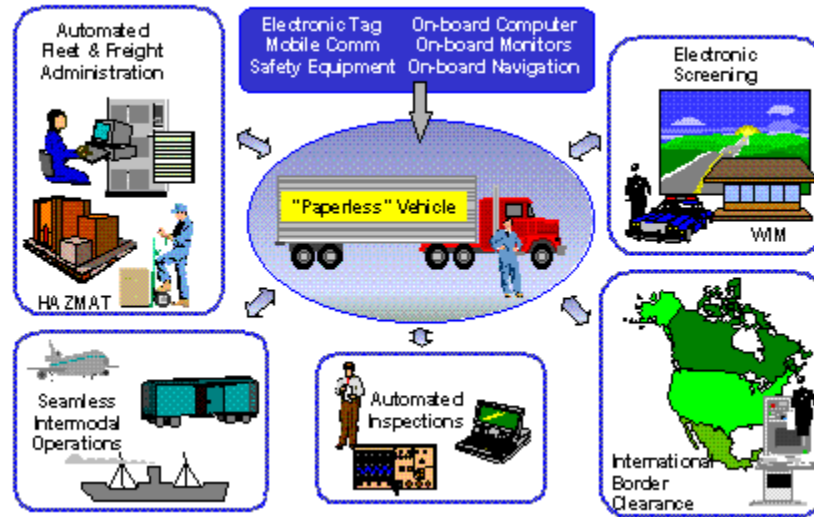 Automated
Fleet & Freight
Administration
HAZMAT
Electronic Tag
Mobile Comm
Safety Equipment
On-board Computer
On-board Monitors
On-board Navigation
Electronic
Screening
WIM
"Paperless" Vehicle
Seamless
Intermodal
Operations
Automated
Inspections
International
Border
Clearance